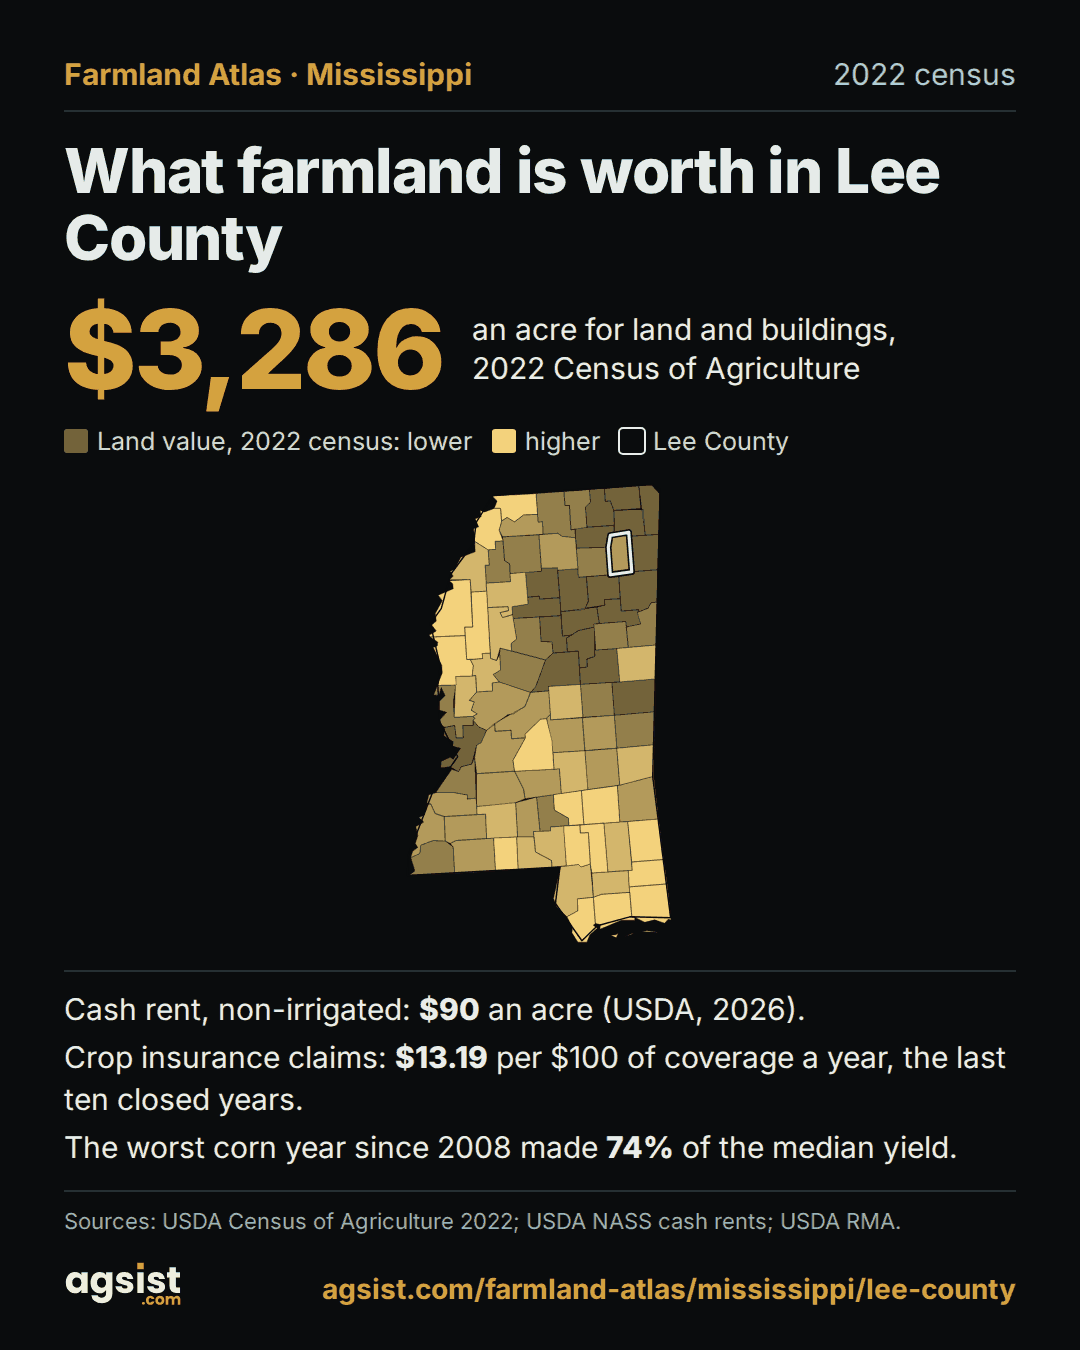 Farmland Atlas · Mississippi
2022 census
What farmland is worth in Lee
County
$3,286
an acre for land and buildings,
2022 Census of Agriculture
Land value, 2022 census: lower
higher
Lee County
Cash rent, non-irrigated: $90 an acre (USDA, 2026).
Crop insurance claims: $13.19 per $100 of coverage a year, the last
ten closed years.
The worst corn year since 2008 made 74% of the median yield.
Sources: USDA Census of Agriculture 2022; USDA NASS cash rents; USDA RMA.
agsist
.com
agsist.com/farmland-atlas/mississippi/lee-county